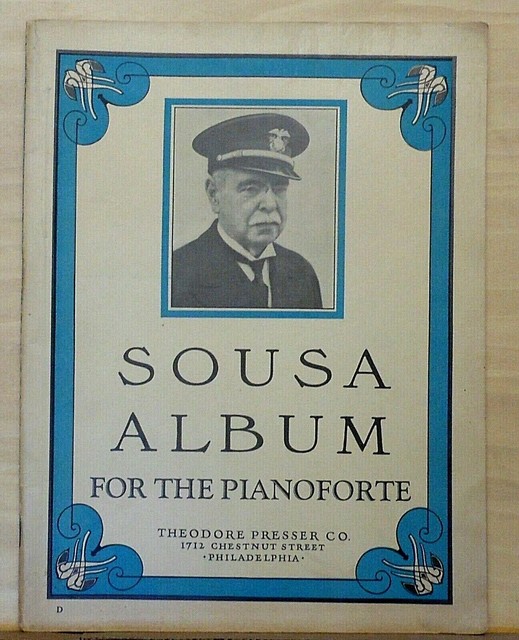 SOUSA
ALBUM
FOR THE PIANOFORTE
THEODORE PRESSER CO.
1712 CHESTNUT STREET
·PHILADELPHIA·
D